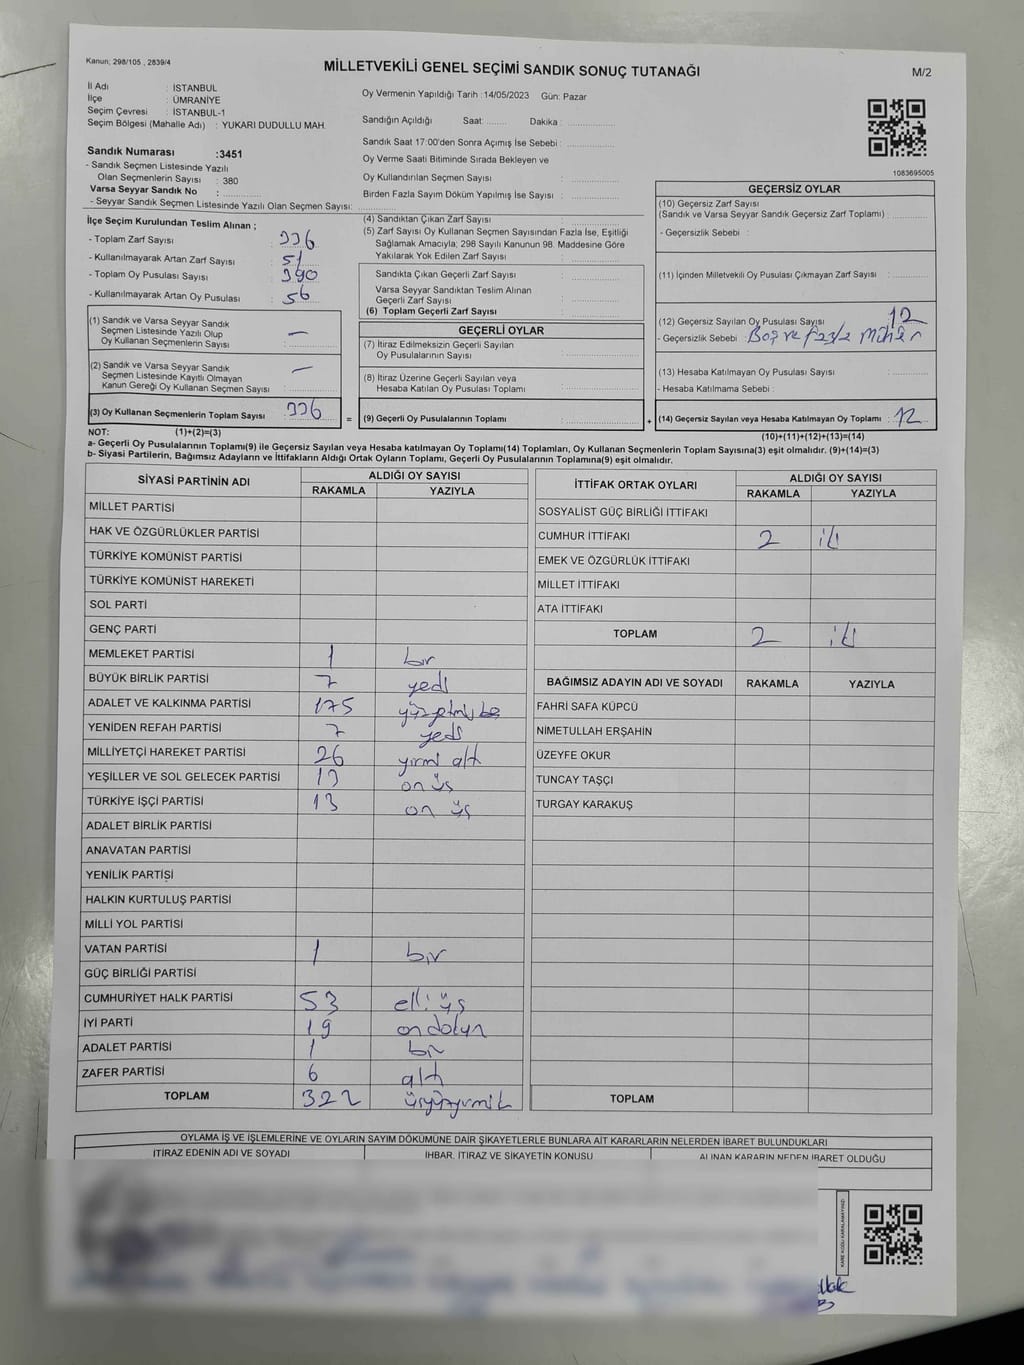 Kanun; 298/105 , 2839/4
MİLLETVEKİLİ GENEL SEÇİMİ SANDIK SONUÇ TUTANAĞI
M/2
İl Adı : İSTANBUL
İlçe : ÜMRANİYE
Seçim Çevresi : İSTANBUL-1
Seçim Bölgesi (Mahalle Adı) : YUKARI DUDULLU MAH.
Oy Vermenin Yapıldığı Tarih :14/05/2023 Gün: Pazar
Sandığın Açıldığı Saat: ........ Dakika : ................
Sandık Saat 17:00'den Sonra Açımış İse Sebebi : ................
Oy Verme Saati Bitiminde Sırada Bekleyen ve
Oy Kullandırılan Seçmen Sayısı : ................
Birden Fazla Sayım Döküm Yapılmış İse Sayısı : ................
1083695005
Sandık Numarası :3451
- Sandık Seçmen Listesinde Yazılı
Olan Seçmenin Sayısı : 380
Varsa Seyyar Sandık No : ................
- Seyyar Sandık Seçmen Listesinde Yazılı Olan Seçmen Sayısı: ................
İlçe Seçim Kurulundan Teslim Alınan ;
- Toplam Zarf Sayısı : 336
- Kullanılmayarak Artan Zarf Sayısı : 51
- Toplam Oy Pusulası Sayısı : 390
- Kullanılmayarak Artan Oy Pusulası : 56
(1) Sandık ve Varsa Seyyar Sandık
Seçmen Listesinde Yazılı Olup
Oy Kullanan Seçmenlerin Sayısı : —
(2) Sandık ve Varsa Seyyar Sandık
Seçmen Listesinde Kayıtlı Olmayan
Kanun Gereği Oy Kullanan Seçmen Sayısı : —
(3) Oy Kullanan Seçmenlerin Toplam Sayısı : 336 =
(4) Sandıktan Çıkan Zarf Sayısı : ................
(5) Zarf Sayısı Oy Kullanan Seçmen Sayısından Fazla İse, Eşitliği
Sağlamak Amacıyla; 298 Sayılı Kanunun 98. Maddesine Göre
Yakılarak Yok Edilen Zarf Sayısı : ................
Sandıkta Çıkan Geçerli Zarf Sayısı : ................
Varsa Seyyar Sandıktan Teslim Alınan
Geçerli Zarf Sayısı : ................
(6) Toplam Geçerli Zarf Sayısı : ................
GEÇERLİ OYLAR
(7) İtiraz Edilmeksizin Geçerli Sayılan
Oy Pusulalarının Sayısı : ................
(8) İtiraz Üzerine Geçerli Sayılan veya
Hesaba Katılan Oy Pusulası Toplamı : ................
(9) Geçerli Oy Pusulalarının Toplamı : ................ +
GEÇERSİZ OYLAR
(10) Geçersiz Zarf Sayısı
(Sandık ve Varsa Seyyar Sandık Geçersiz Zarf Toplamı) : ............
- Geçersizlik Sebebi :
(11) İçinden Milletvekili Oy Pusulası Çıkmayan Zarf Sayısı : ............
(12) Geçersiz Sayılan Oy Pusulası Sayısı : 12
- Geçersizlik Sebebi : Boş ve fazla Mühür
(13) Hesaba Katılmayan Oy Pusulası Sayısı : ............
- Hesaba Katılmama Sebebi :
(14) Geçersiz Sayılan veya Hesaba Katılmayan Oy Toplamı : 12
NOT: (1)+(2)=(3)
(10)+(11)+(12)+(13)=(14)
a- Geçerli Oy Pusulalarının Toplamı(9) ile Geçersiz Sayılan veya Hesaba katılmayan Oy Toplamı(14) Toplamları, Oy Kullanan Seçmenlerin Toplam Sayısına(3) eşit olmalıdır. (9)+(14)=(3)
b- Siyasi Partilerin, Bağımsız Adayların ve İttifakların Aldığı Ortak Oyların Toplamı, Geçerli Oy Pusulalarının Toplamına(9) eşit olmalıdır.
SİYASİ PARTİNİN ADI ALDIĞI OY SAYISI
RAKAMLA YAZIYLA
MİLLET PARTİSİ
HAK VE ÖZGÜRLÜKLER PARTİSİ
TÜRKİYE KOMÜNİST PARTİSİ
TÜRKİYE KOMÜNİST HAREKETİ
SOL PARTİ
GENÇ PARTİ
MEMLEKET PARTİSİ 1 bir
BÜYÜK BİRLİK PARTİSİ 7 yedi
ADALET VE KALKINMA PARTİSİ 175 yüzyetmişbe
YENİDEN REFAH PARTİSİ 7 yedi
MİLLİYETÇİ HAREKET PARTİSİ 26 yirmi altı
YEŞİLLER VE SOL GELECEK PARTİSİ 13 on üç
TÜRKİYE İŞÇİ PARTİSİ 13 on üç
ADALET BİRLİK PARTİSİ
ANAVATAN PARTİSİ
YENİLİK PARTİSİ
HALKIN KURTULUŞ PARTİSİ
MİLLİ YOL PARTİSİ
VATAN PARTİSİ 1 bir
GÜÇ BİRLİĞİ PARTİSİ
CUMHURİYET HALK PARTİSİ 53 elli üç
İYİ PARTİ 19 ondokuz
ADALET PARTİSİ 1 bir
ZAFER PARTİSİ 6 altı
TOPLAM 322 üçyüzyirmi
İTTİFAK ORTAK OYLARI ALDIĞI OY SAYISI
RAKAMLA YAZIYLA
SOSYALİST GÜÇ BİRLİĞİ İTTİFAKI
CUMHUR İTTİFAKI 2 iki
EMEK VE ÖZGÜRLÜK İTTİFAKI
MİLLET İTTİFAKI
ATA İTTİFAKI
TOPLAM 2 iki
BAĞIMSIZ ADAYIN ADI VE SOYADI RAKAMLA YAZIYLA
FAHRİ SAFA KÜPCÜ
NİMETULLAH ERŞAHİN
ÜZEYFE OKUR
TUNCAY TAŞÇI
TURGAY KARAKUŞ
TOPLAM
OYLAMA İŞ VE İŞLEMLERİNE VE OYLARIN SAYIM DÖKÜMÜNE DAİR ŞİKAYETLERLE BUNLARA AİT KARARLARIN NELERDEN İBARET BULUNDUKLARI
İTİRAZ EDENİN ADI VE SOYADI İHBAR, İTİRAZ VE ŞİKAYETİN KONUSU ALINAN KARARIN NEDEN İBARET OLDUĞU
KARE KODU KARALAMAYINIZ!